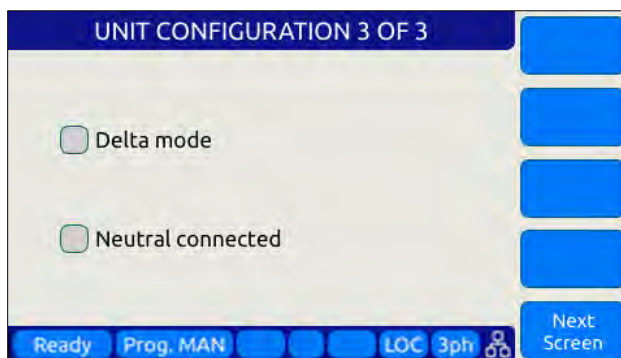 UNIT CONFIGURATION 3 OF 3
Delta mode
Neutral connected
Ready Prog. MAN LOC 3ph
Next
Screen